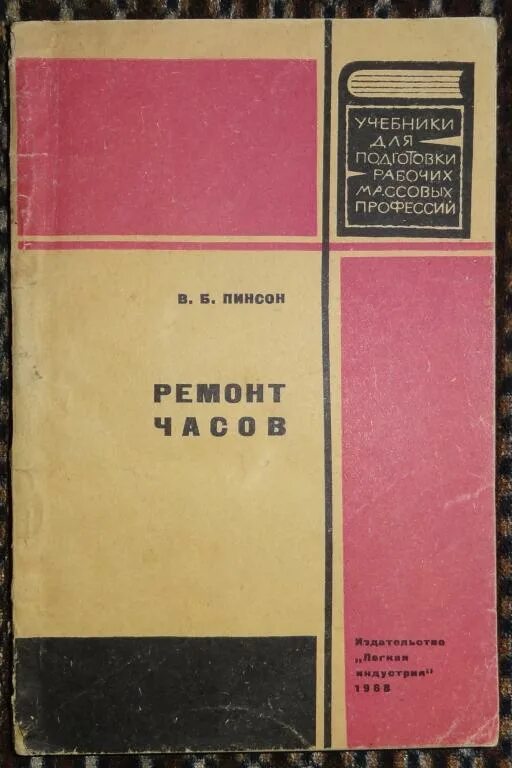 УЧЕБНИКИ
ДЛЯ
ПОДГОТОВКИ
РАБОЧИХ
МАССОВЫХ
ПРОФЕССИЙ
В. Б. ПИНСОН
РЕМОНТ
ЧАСОВ
Издательство
„Легкая
индустрия"
1968